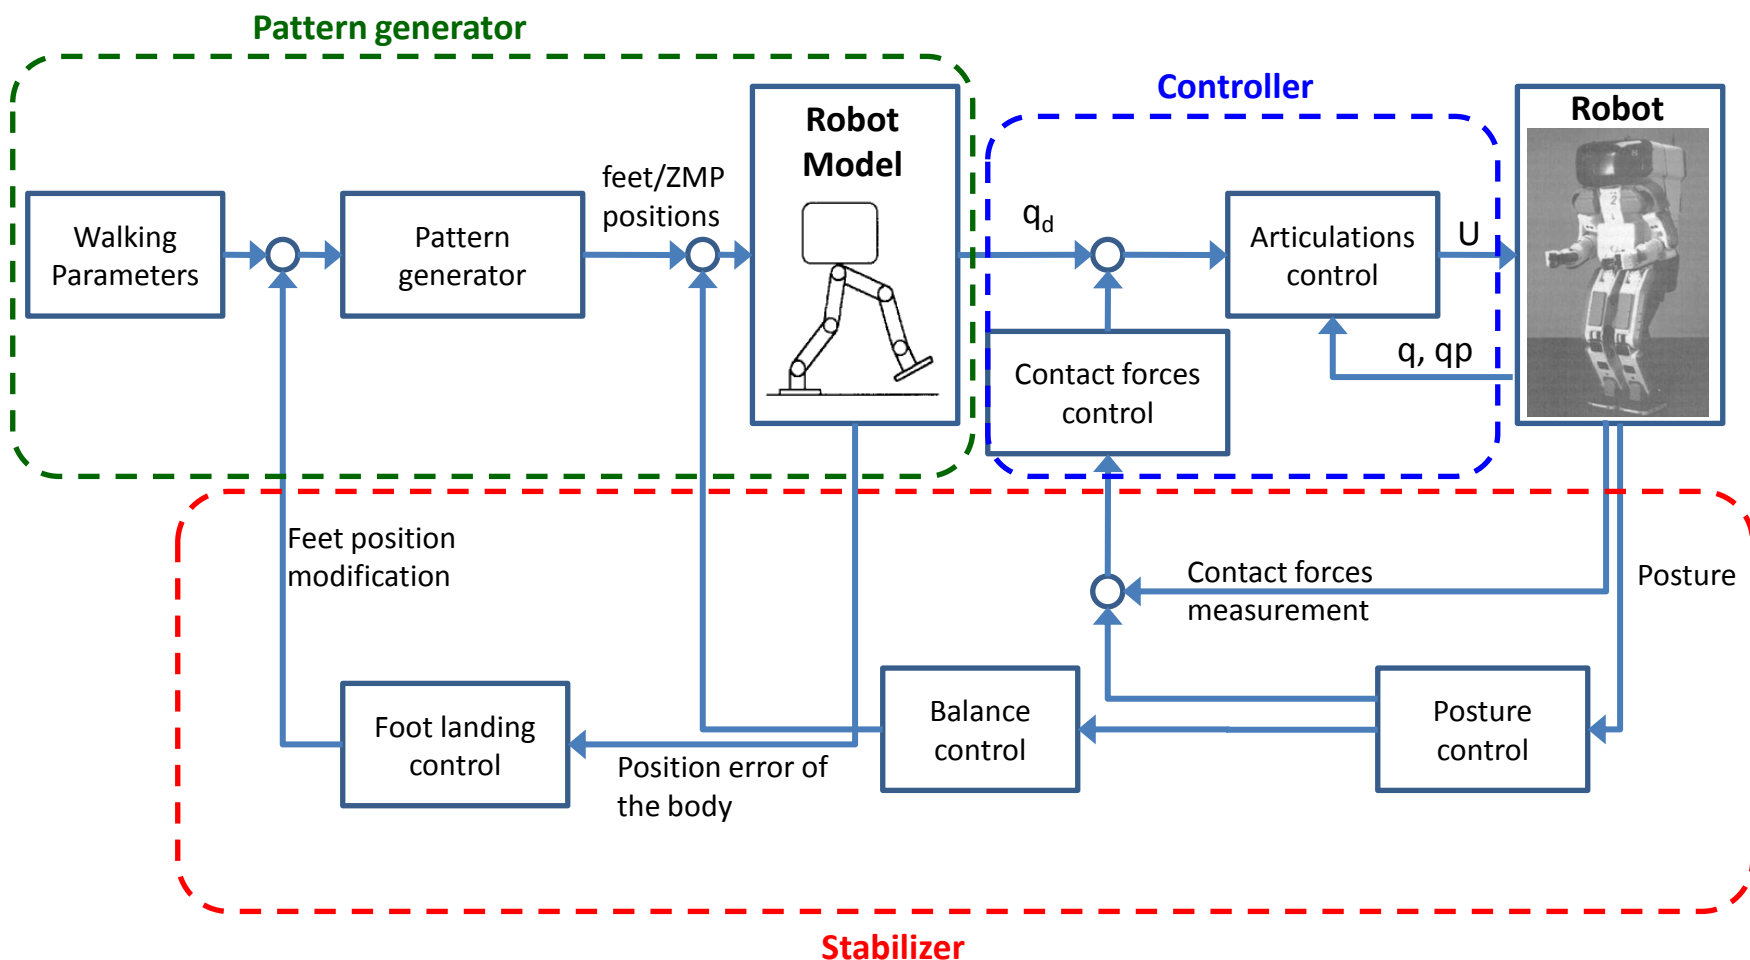 Pattern generator
Controller
Robot
Robot
Model
feet/ZMP
positions
Walking
Parameters
Pattern
generator
qd
Articulations
control
U
q, qp
Contact forces
control
Feet position
modification
Contact forces
measurement
Posture
Foot landing
control
Position error of
the body
Balance
control
Posture
control
Stabilizer